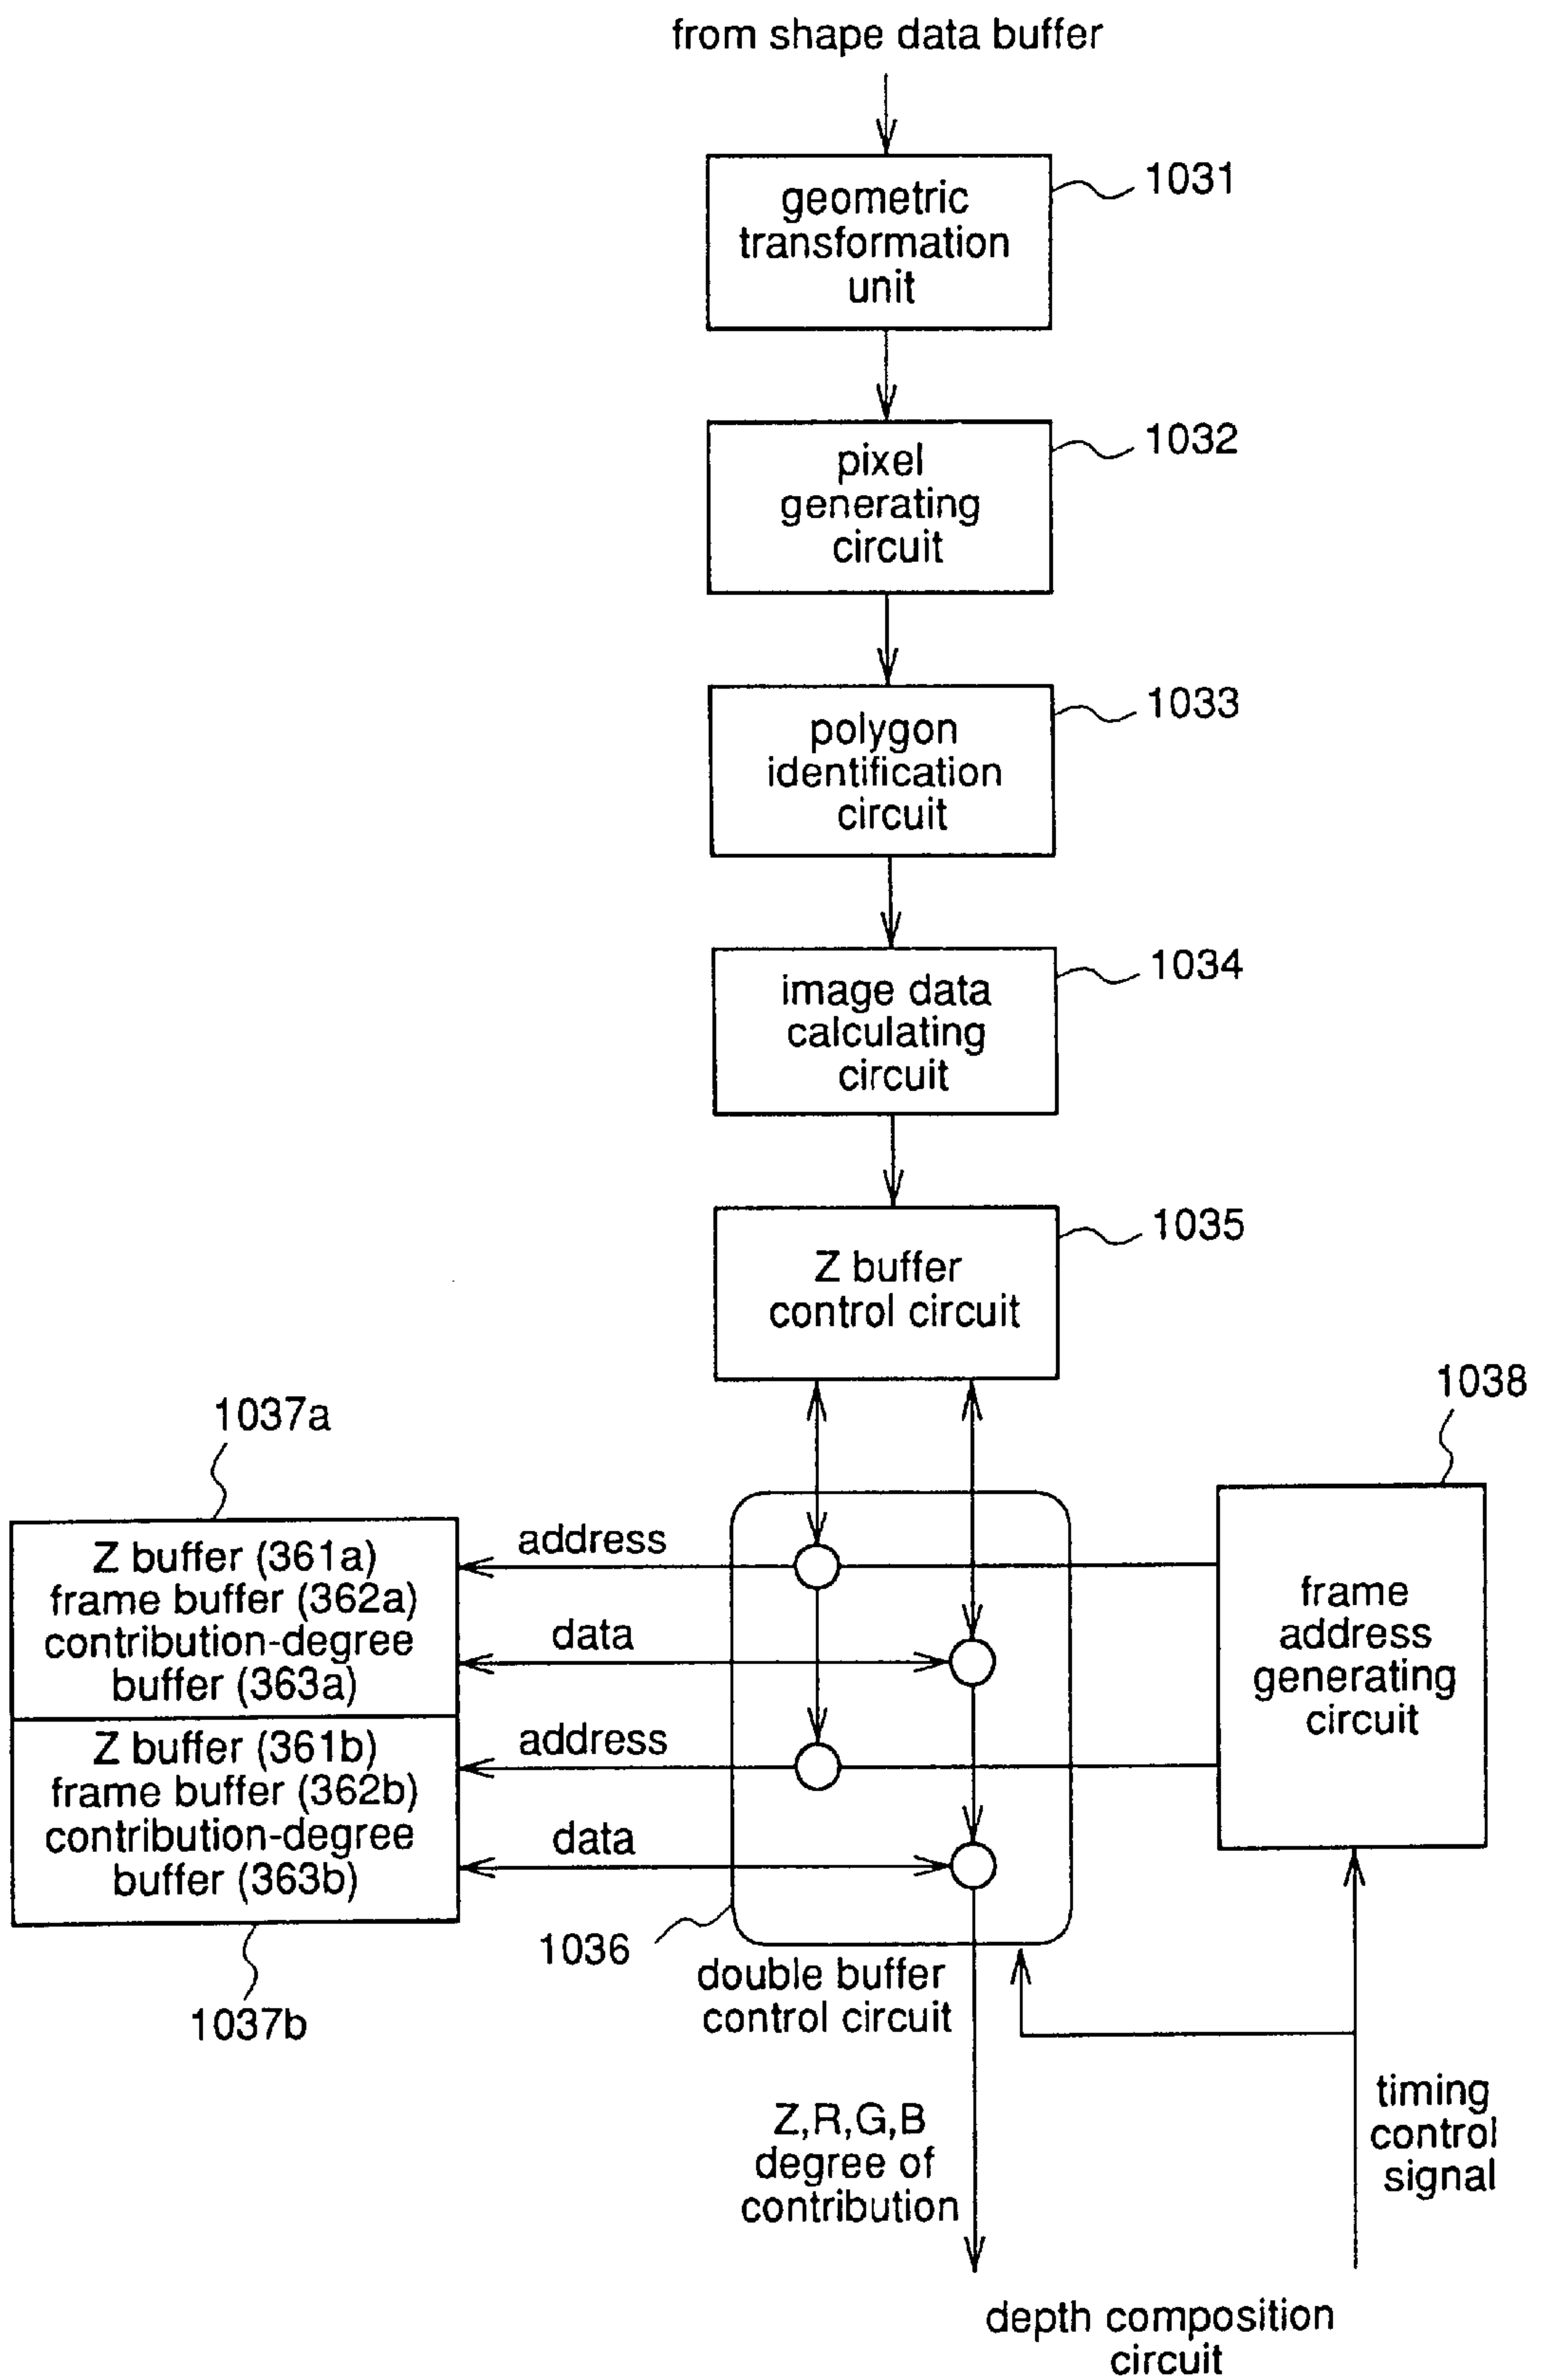 from shape data buffer
1031
geometric
transformation
unit
1032
pixel
generating
circuit
1033
polygon
identification
circuit
1034
image data
calculating
circuit
1035
Z buffer
control circuit
1037a
1038
Z buffer (361a)
frame buffer (362a)
contribution-degree
buffer (363a)
address
data
frame
address
generating
circuit
Z buffer (361b)
frame buffer (362b)
contribution-degree
buffer (363b)
address
data
1036
1037b
double buffer
control circuit
Z,R,G,B
degree of
contribution
timing
control
signal
depth composition
circuit